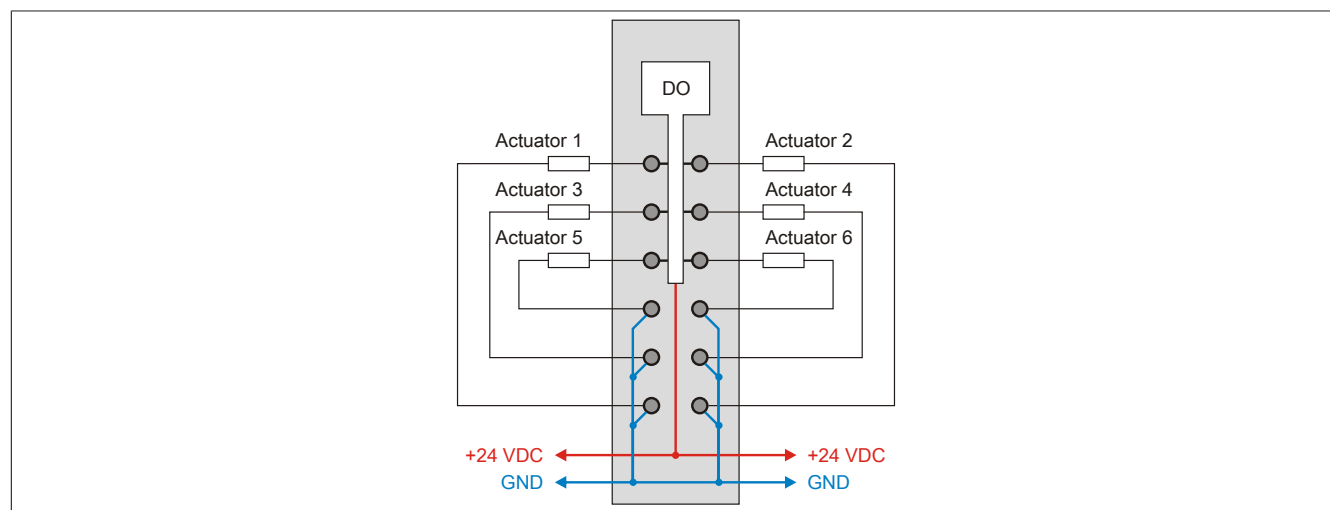 DO
Actuator 1
Actuator 2
Actuator 3
Actuator 4
Actuator 5
Actuator 6
+24 VDC
+24 VDC
GND
GND